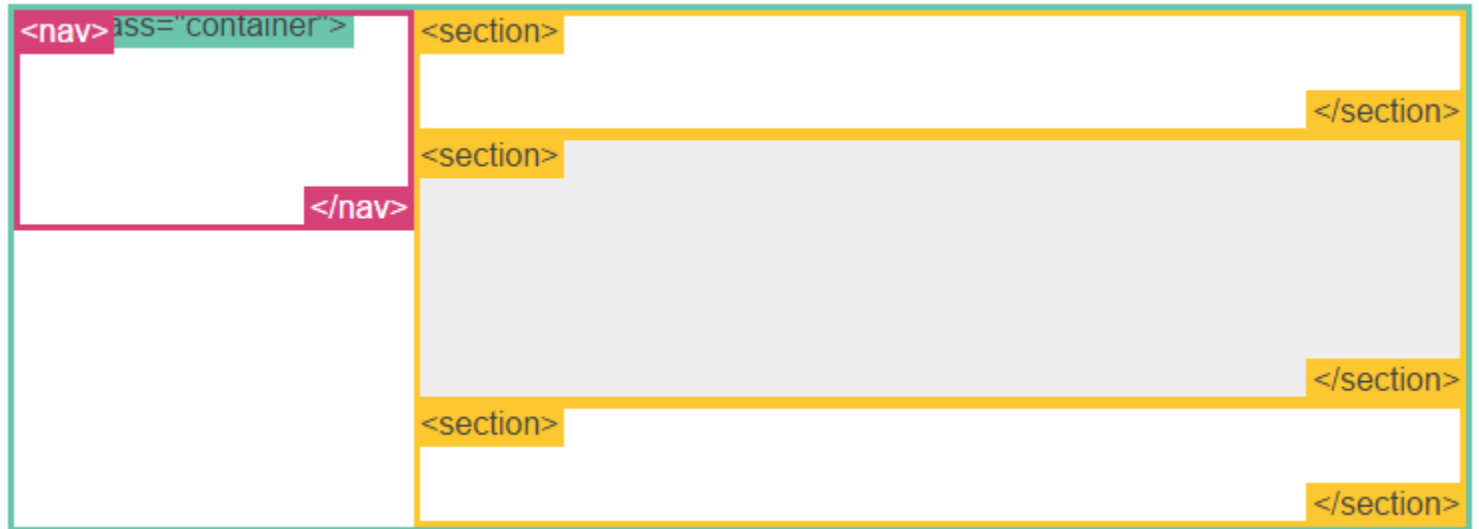 <nav>
ass="container">
</nav>
<section>
</section>
<section>
</section>
<section>
</section>